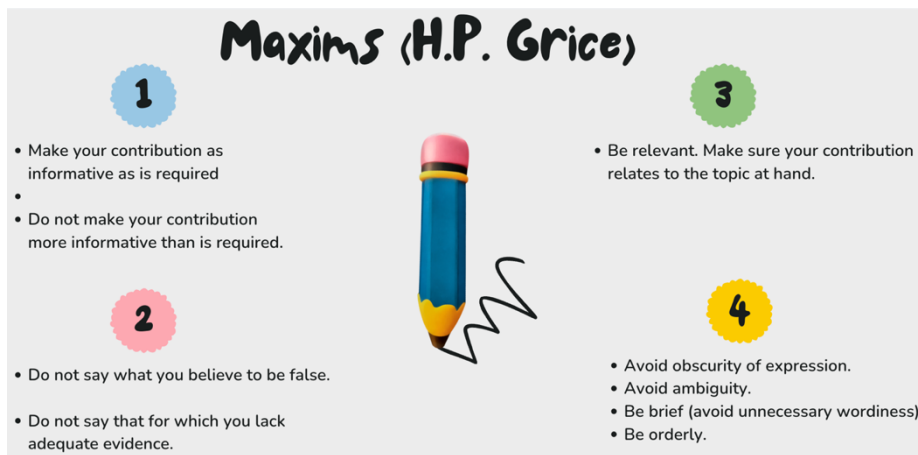 Maxims (H.P. Grice)
1
• Make your contribution as
informative as is required
•
• Do not make your contribution
more informative than is required.
2
• Do not say what you believe to be false.
• Do not say that for which you lack
adequate evidence.
3
• Be relevant. Make sure your contribution
relates to the topic at hand.
4
• Avoid obscurity of expression.
• Avoid ambiguity.
• Be brief (avoid unnecessary wordiness)
• Be orderly.